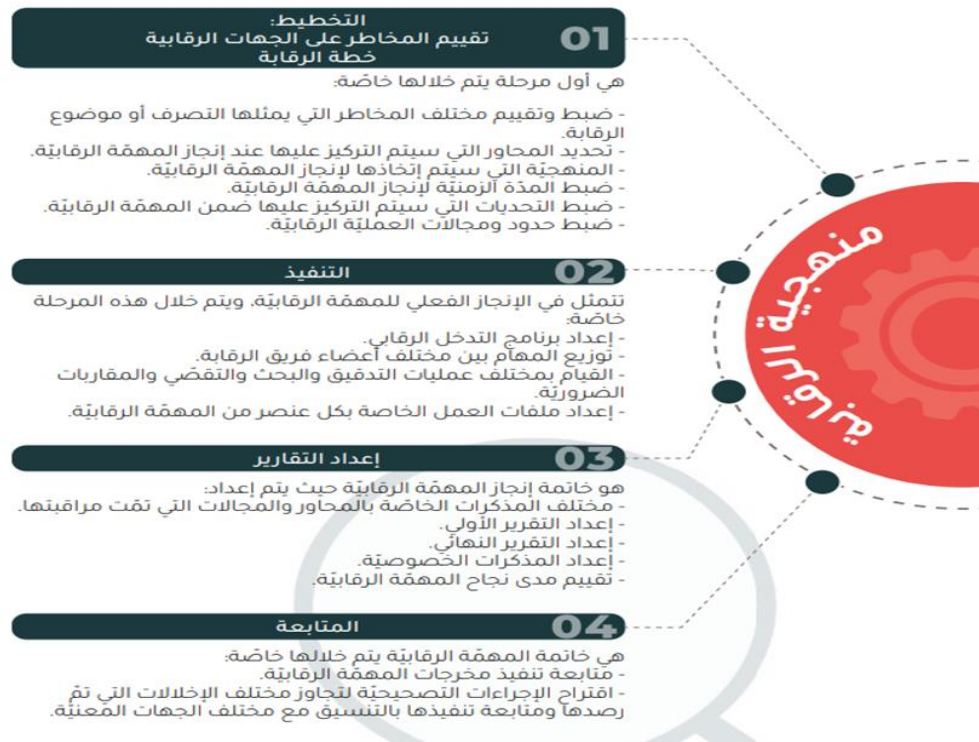 التخطيط:
01
تقييم المخاطر على الجهات الرقابية
خطة الرقابة
هي أول مرحلة يتم خلالها خاصّة:
- ضبط وتقييم مختلف المخاطر التي يمثلها التصرف أو موضوع
الرقابة.
- تحديد المحاور التي سيتم التركيز عليها عند إنجاز المهمّة الرقابيّة.
- المنهجيّة التي سيتم إتخاذها لإنجاز المهمّة الرقابيّة.
- ضبط المدّة الزمنيّة لإنجاز المهمّة الرقابيّة.
- ضبط التحديات التي سيتم التركيز عليها ضمن المهمّة الرقابيّة.
- ضبط حدود ومجالات العمليّة الرقابيّة.
منهجية الرقابة
02
التنفيذ
تتمثل في الإنجاز الفعلي للمهمّة الرقابيّة، ويتم خلال هذه المرحلة
خاصّة:
- إعداد برنامج التدخل الرقابي.
- توزيع المهام بين مختلف أعضاء فريق الرقابة.
- القيام بمختلف عمليات التدقيق والبحث والتقصّي والمقاربات
الضروريّة.
- إعداد ملفات العمل الخاصة بكل عنصر من المهمّة الرقابيّة.
03
إعداد التقارير
هو خاتمة إنجاز المهمّة الرقابيّة حيث يتم إعداد:
- مختلف المذكرات الخاصّة بالمحاور والمجالات التي تمّت مراقبتها.
- إعداد التقرير الأولي.
- إعداد التقرير النهائي.
- إعداد المذكرات الخصوصيّة.
- تقييم مدى نجاح المهمّة الرقابيّة.
04
المتابعة
هي خاتمة المهمّة الرقابيّة يتم خلالها خاصّة:
- متابعة تنفيذ مخرجات المهمّة الرقابيّة.
- اقتراح الإجراءات التصحيحيّة لتجاوز مختلف الإخلالات التي تمّ
رصدها ومتابعة تنفيذها بالتنسيق مع مختلف الجهات المعنيّة.